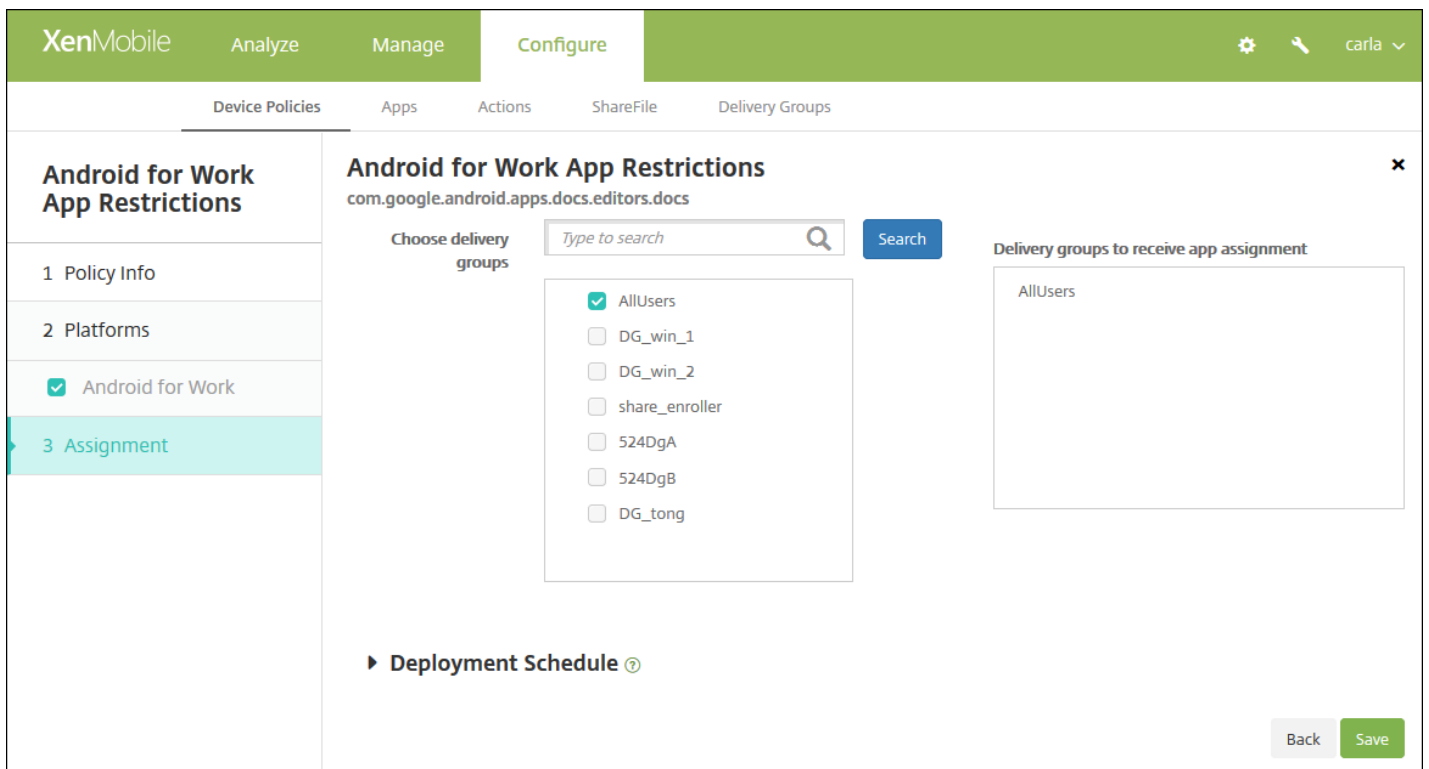 XenMobile Analyze Manage Configure carla
Device Policies Apps Actions ShareFile Delivery Groups
Android for Work
App Restrictions
1 Policy Info
2 Platforms
Android for Work
3 Assignment
Android for Work App Restrictions
com.google.android.apps.docs.editors.docs
Choose delivery
groups
Type to search
Search
AllUsers
DG_win_1
DG_win_2
share_enroller
524DgA
524DgB
DG_tong
Delivery groups to receive app assignment
AllUsers
Deployment Schedule ?
Back Save